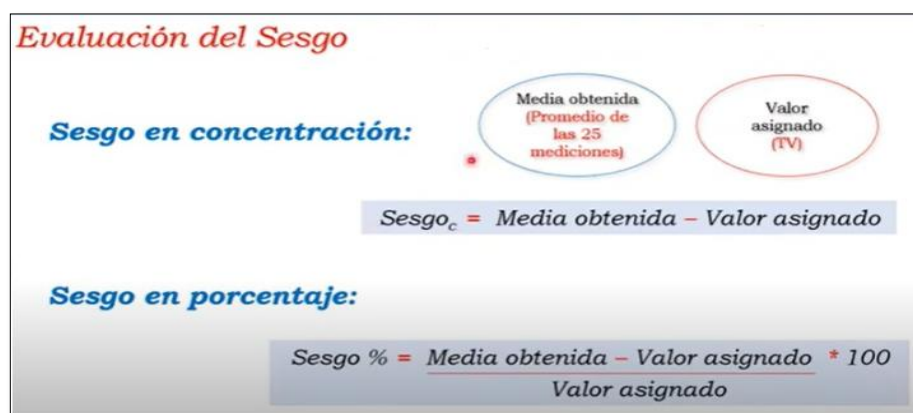 Evaluación del Sesgo
Sesgo en concentración:
Media obtenida
(Promedio de
las 25
mediciones)
Valor
asignado
(TV)
Sesgoc = Media obtenida – Valor asignado
Sesgo en porcentaje:
Sesgo % = Media obtenida – Valor asignado * 100
Valor asignado